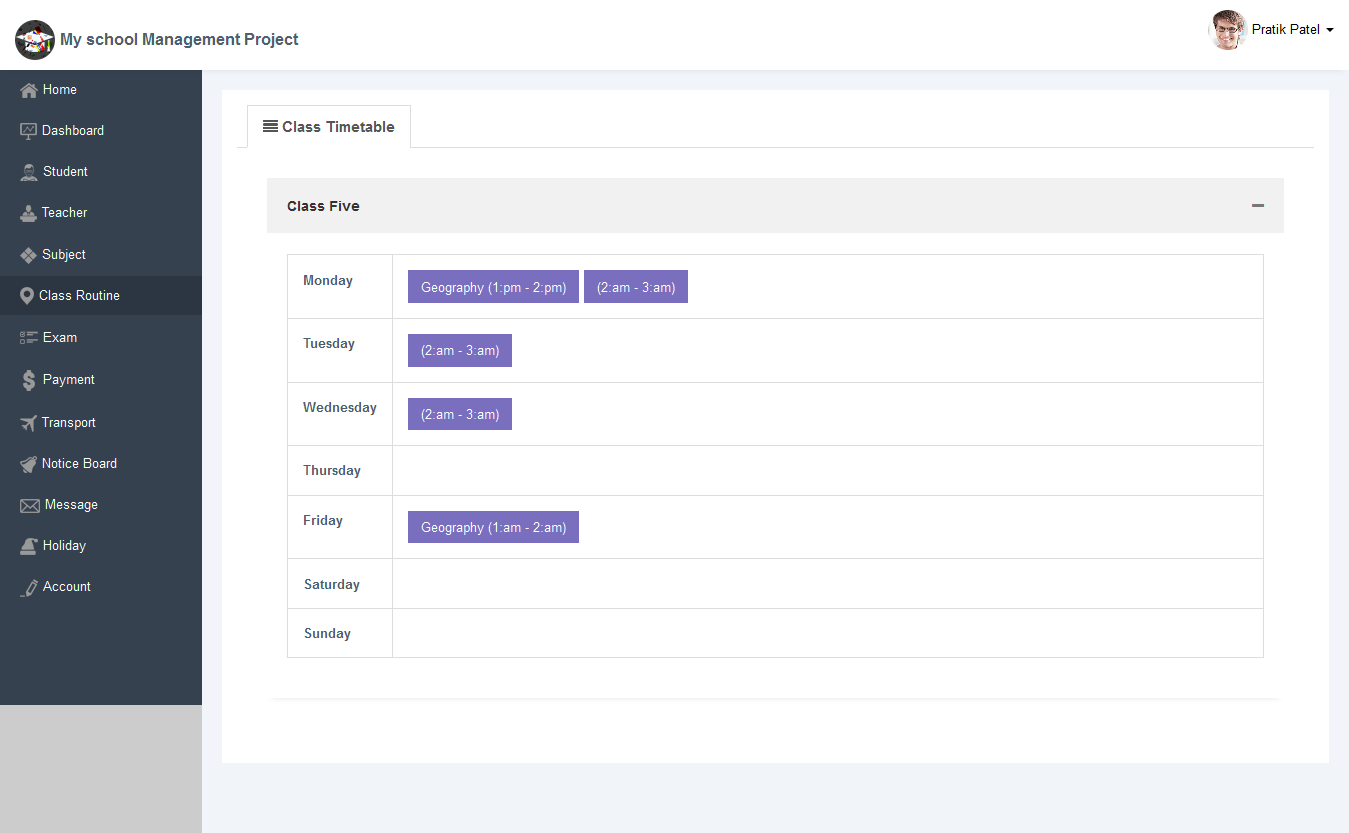 My school Management Project
Pratik Patel
Home
Dashboard
Student
Teacher
Subject
Class Routine
Exam
Payment
Transport
Notice Board
Message
Holiday
Account
Class Timetable
Class Five
Monday
Geography (1:pm - 2:pm) (2:am - 3:am)
Tuesday
(2:am - 3:am)
Wednesday
(2:am - 3:am)
Thursday
Friday
Geography (1:am - 2:am)
Saturday
Sunday